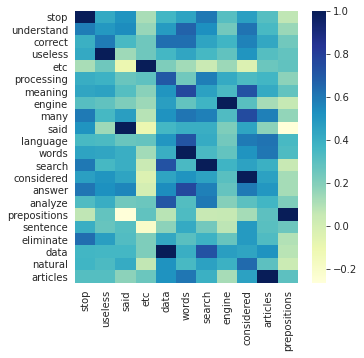 stop
understand
correct
useless
etc
processing
meaning
engine
many
said
language
words
search
considered
answer
analyze
prepositions
sentence
eliminate
data
natural
articles
stop
useless
said
etc
data
words
search
engine
considered
articles
prepositions
1.0
0.8
0.6
0.4
0.2
0.0
−0.2